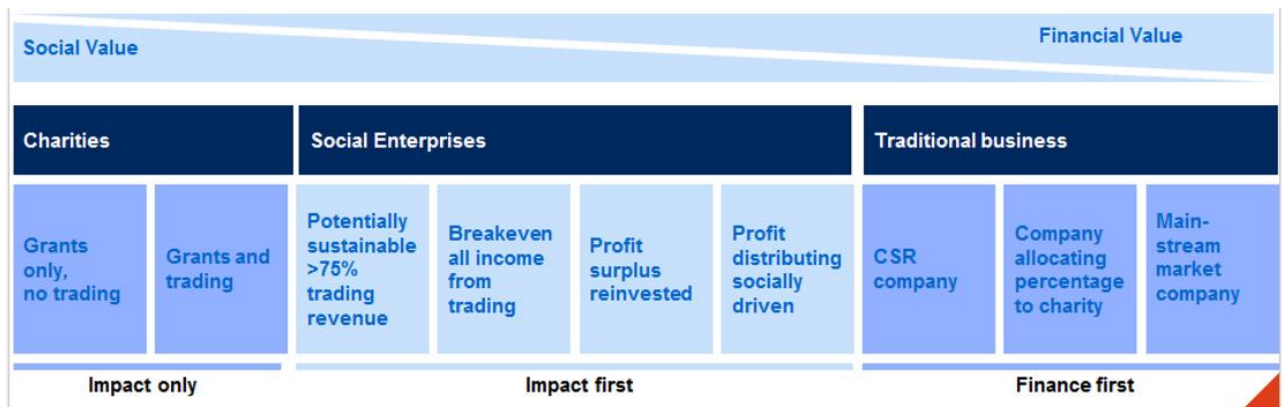 Social Value
Financial Value
Charities
Social Enterprises
Traditional business
Grants
only,
no trading
Grants and
trading
Potentially
sustainable
>75%
trading
revenue
Breakeven
all income
from
trading
Profit
surplus
reinvested
Profit
distributing
socially
driven
CSR
company
Company
allocating
percentage
to charity
Main-
stream
market
company
Impact only
Impact first
Finance first